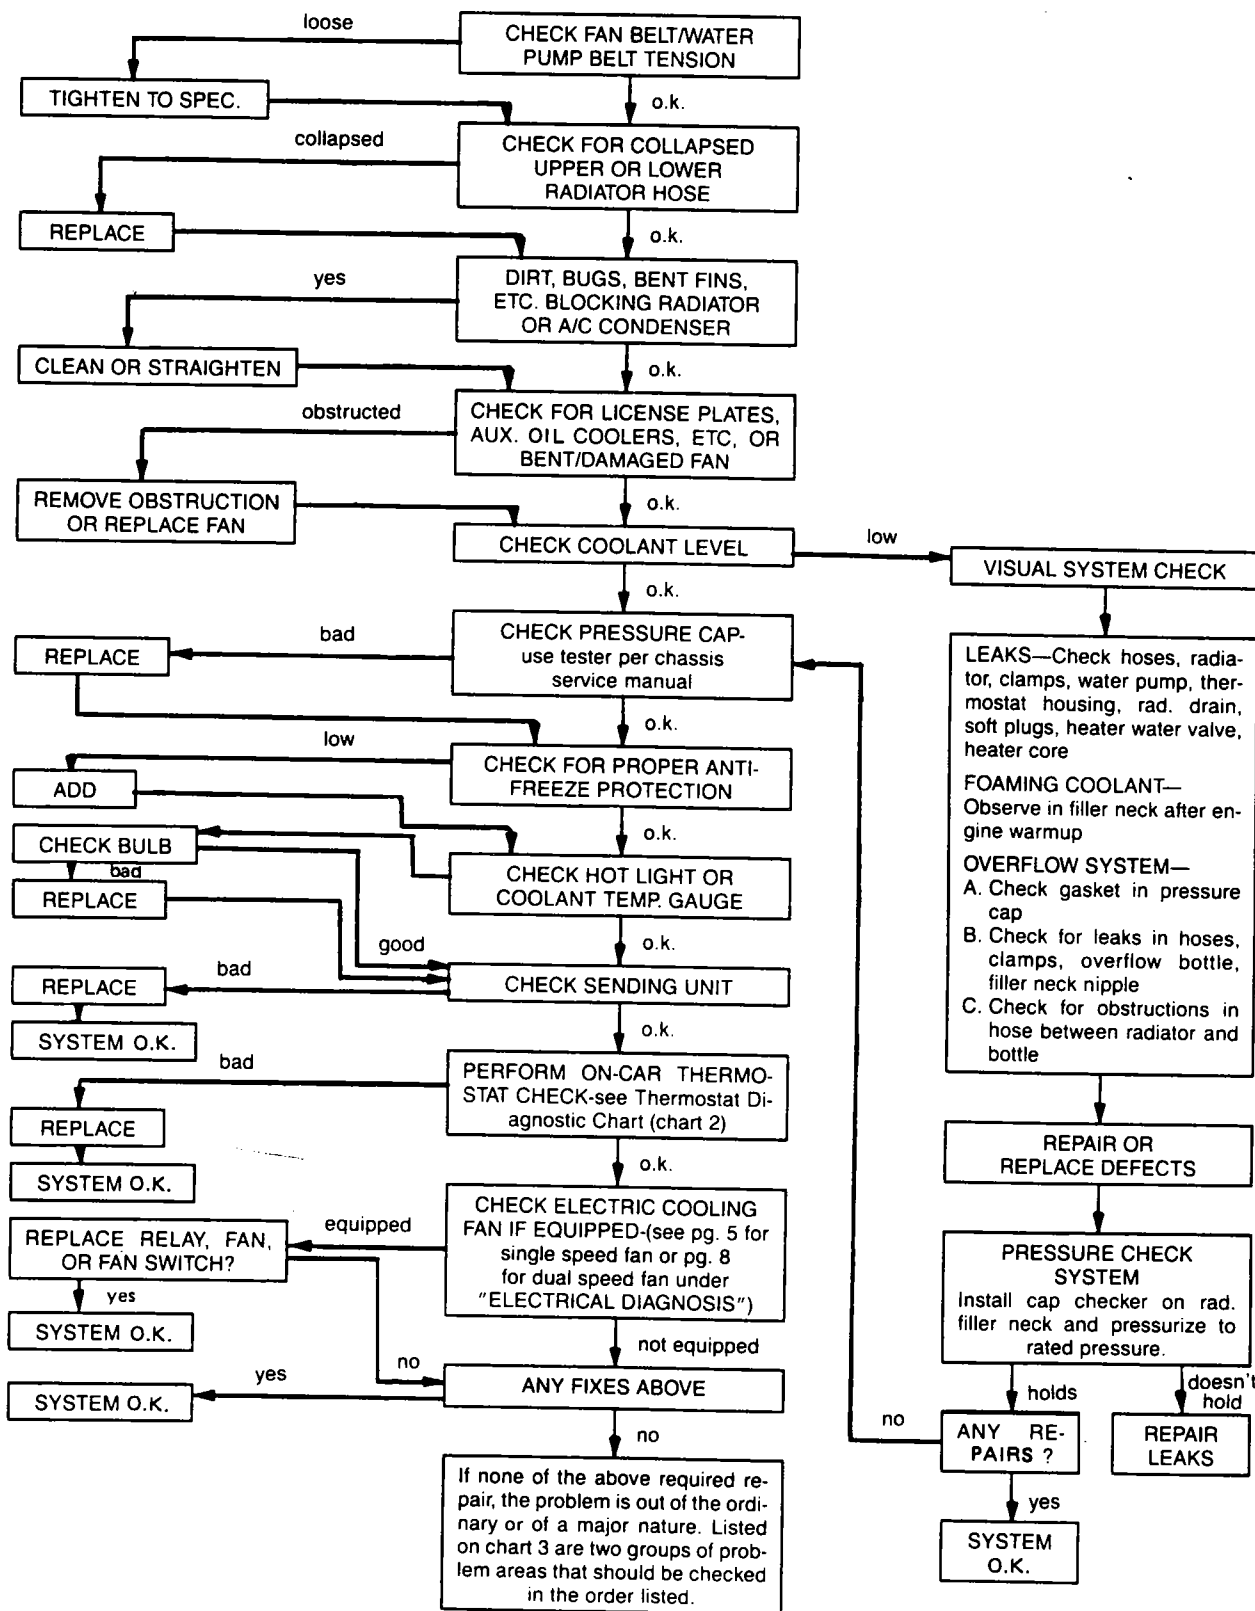 loose
CHECK FAN BELT/WATER
PUMP BELT TENSION
TIGHTEN TO SPEC.
o.k.
collapsed
CHECK FOR COLLAPSED
UPPER OR LOWER
RADIATOR HOSE
REPLACE
o.k.
yes
DIRT, BUGS, BENT FINS,
ETC. BLOCKING RADIATOR
OR A/C CONDENSER
CLEAN OR STRAIGHTEN
o.k.
obstructed
CHECK FOR LICENSE PLATES,
AUX. OIL COOLERS, ETC, OR
BENT/DAMAGED FAN
REMOVE OBSTRUCTION
OR REPLACE FAN
o.k.
CHECK COOLANT LEVEL
low
o.k.
bad
CHECK PRESSURE CAP-
use tester per chassis
service manual
REPLACE
o.k.
low
CHECK FOR PROPER ANTI-
FREEZE PROTECTION
ADD
o.k.
CHECK BULB
bad
REPLACE
CHECK HOT LIGHT OR
COOLANT TEMP. GAUGE
good
o.k.
bad
CHECK SENDING UNIT
REPLACE
SYSTEM O.K.
o.k.
bad
PERFORM ON-CAR THERMO-
STAT CHECK-see Thermostat Di-
agnostic Chart (chart 2)
REPLACE
SYSTEM O.K.
o.k.
equipped
CHECK ELECTRIC COOLING
FAN IF EQUIPPED-(see pg. 5 for
single speed fan or pg. 8
for dual speed fan under
"ELECTRICAL DIAGNOSIS")
REPLACE RELAY, FAN,
OR FAN SWITCH?
yes
SYSTEM O.K.
not equipped
no
yes
ANY FIXES ABOVE
SYSTEM O.K.
no
If none of the above required re-
pair, the problem is out of the ordi-
nary or of a major nature. Listed
on chart 3 are two groups of prob-
lem areas that should be checked
in the order listed.
VISUAL SYSTEM CHECK
LEAKS—Check hoses, radia-
tor, clamps, water pump, ther-
mostat housing, rad. drain,
soft plugs, heater water valve,
heater core
FOAMING COOLANT—
Observe in filler neck after en-
gine warmup
OVERFLOW SYSTEM—
A. Check gasket in pressure
cap
B. Check for leaks in hoses,
clamps, overflow bottle,
filler neck nipple
C. Check for obstructions in
hose between radiator and
bottle
REPAIR OR
REPLACE DEFECTS
PRESSURE CHECK
SYSTEM
Install cap checker on rad.
filler neck and pressurize to
rated pressure.
holds
doesn't
hold
no
ANY RE-
PAIRS ?
REPAIR
LEAKS
yes
SYSTEM
O.K.